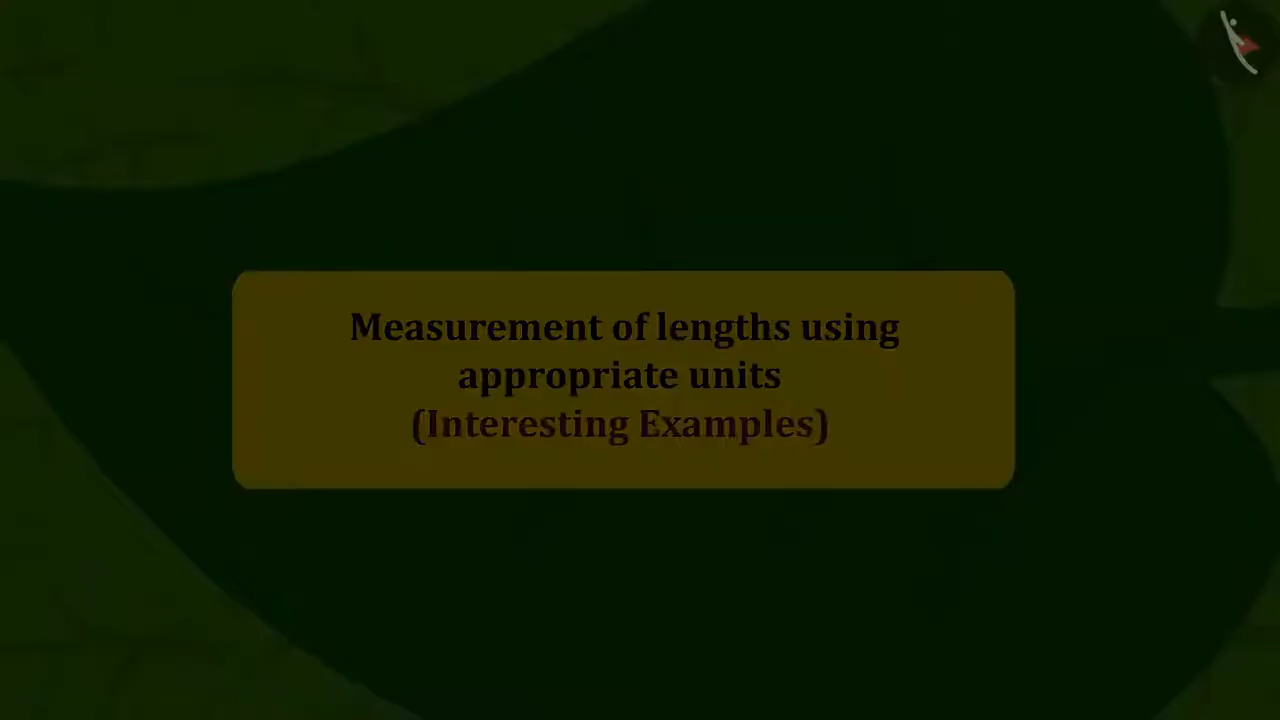 Measurement of lengths using
appropriate units
(Interesting Examples)